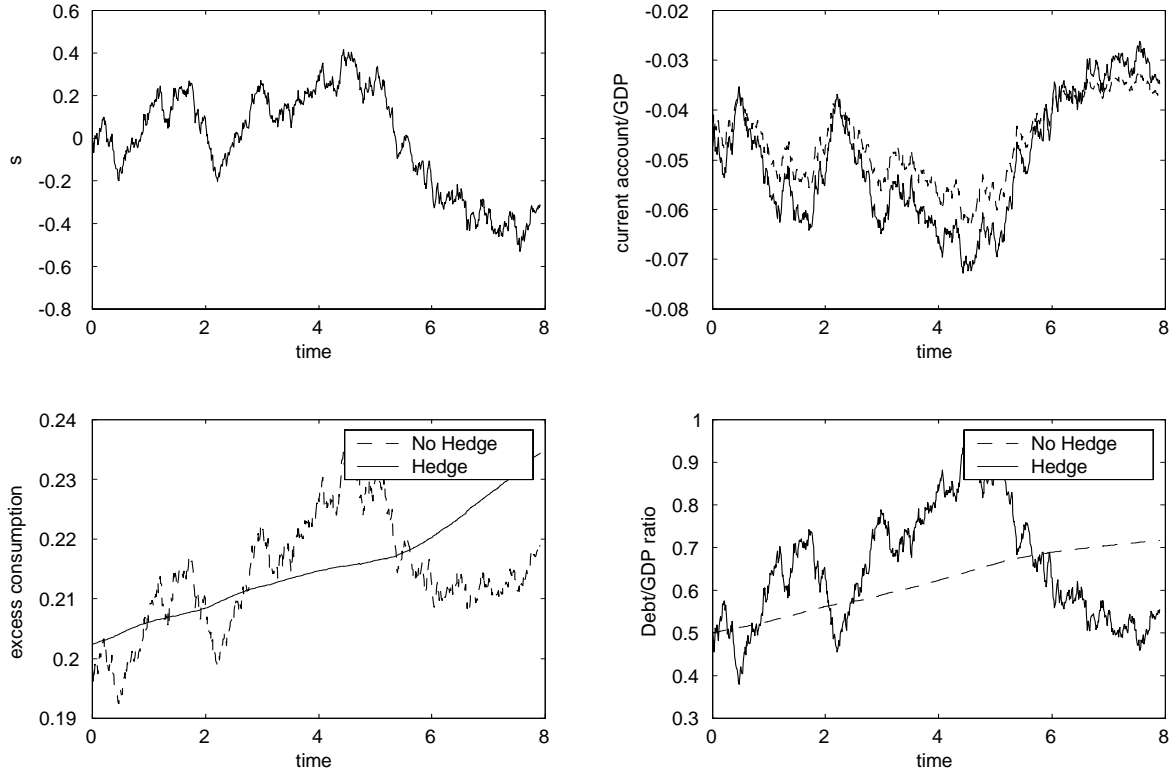 0.6
0.4
0.2
0
-0.2
-0.4
-0.6
-0.8
s
0 2 4 6 8
time
-0.02
-0.03
-0.04
-0.05
-0.06
-0.07
-0.08
current account/GDP
0 2 4 6 8
time
0.24
0.23
0.22
0.21
0.2
0.19
excess consumption
No Hedge
Hedge
0 2 4 6 8
time
1
0.9
0.8
0.7
0.6
0.5
0.4
0.3
Debt/GDP ratio
No Hedge
Hedge
0 2 4 6 8
time